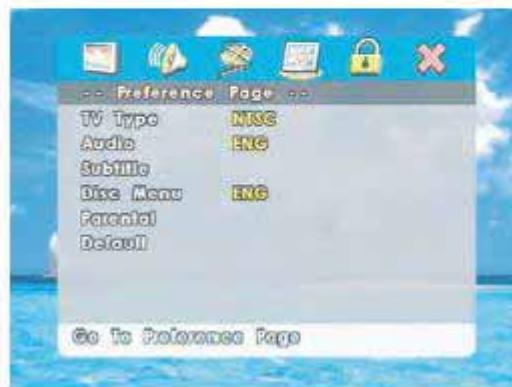 -- Preference Page --
TV Type NTSC
Audio ENG
Subtitle
Disc Menu ENG
Parental
Default
Go To Preference Page